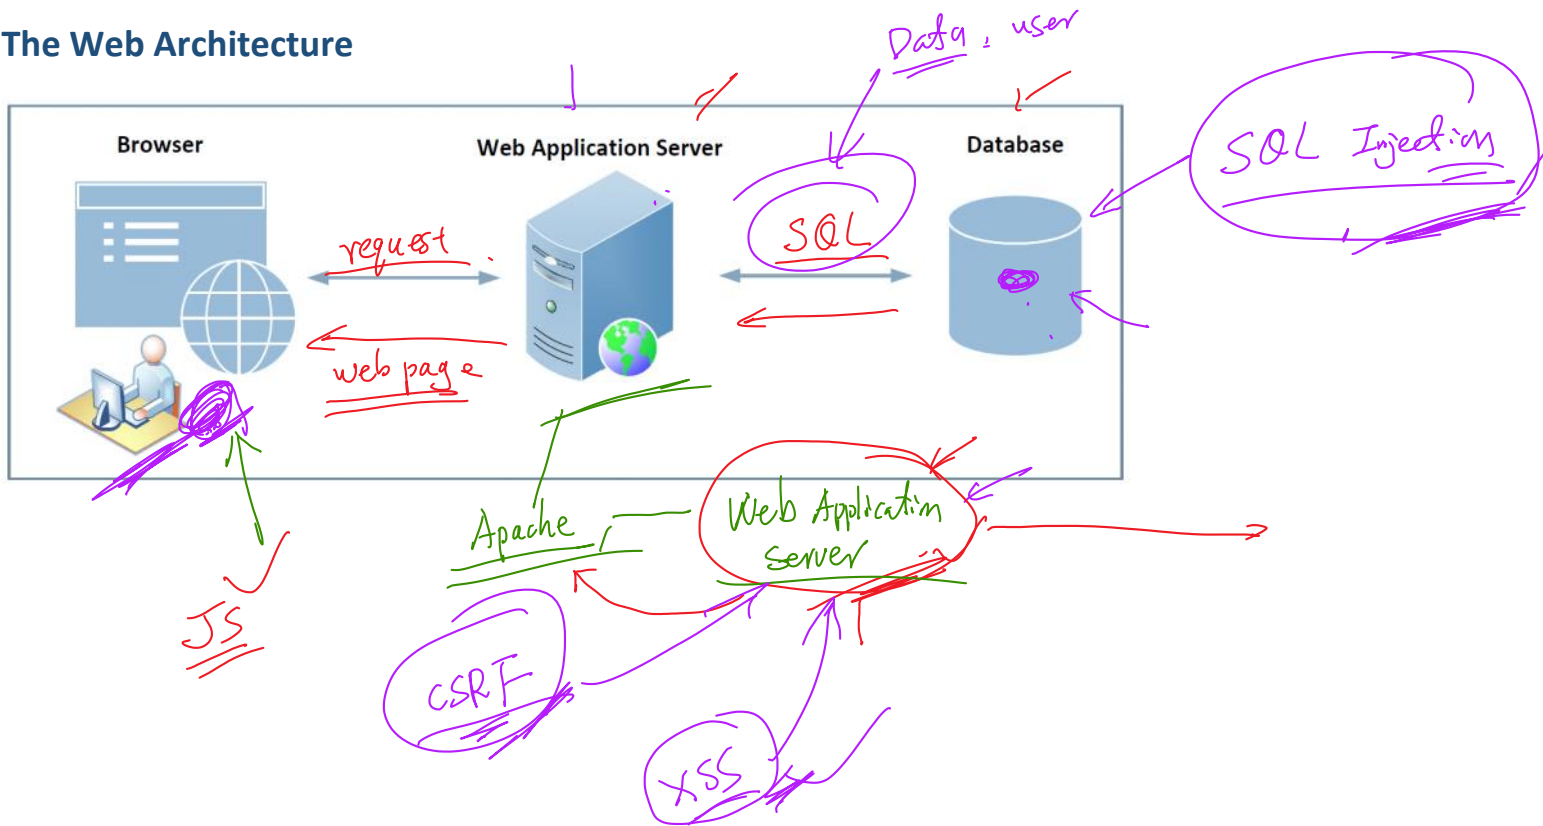 The Web Architecture
Data, user
Browser
Web Application Server
Database
SQL Injection
request
SQL
web page
Apache,
Web Application
Server
JS
CSRF
XSS